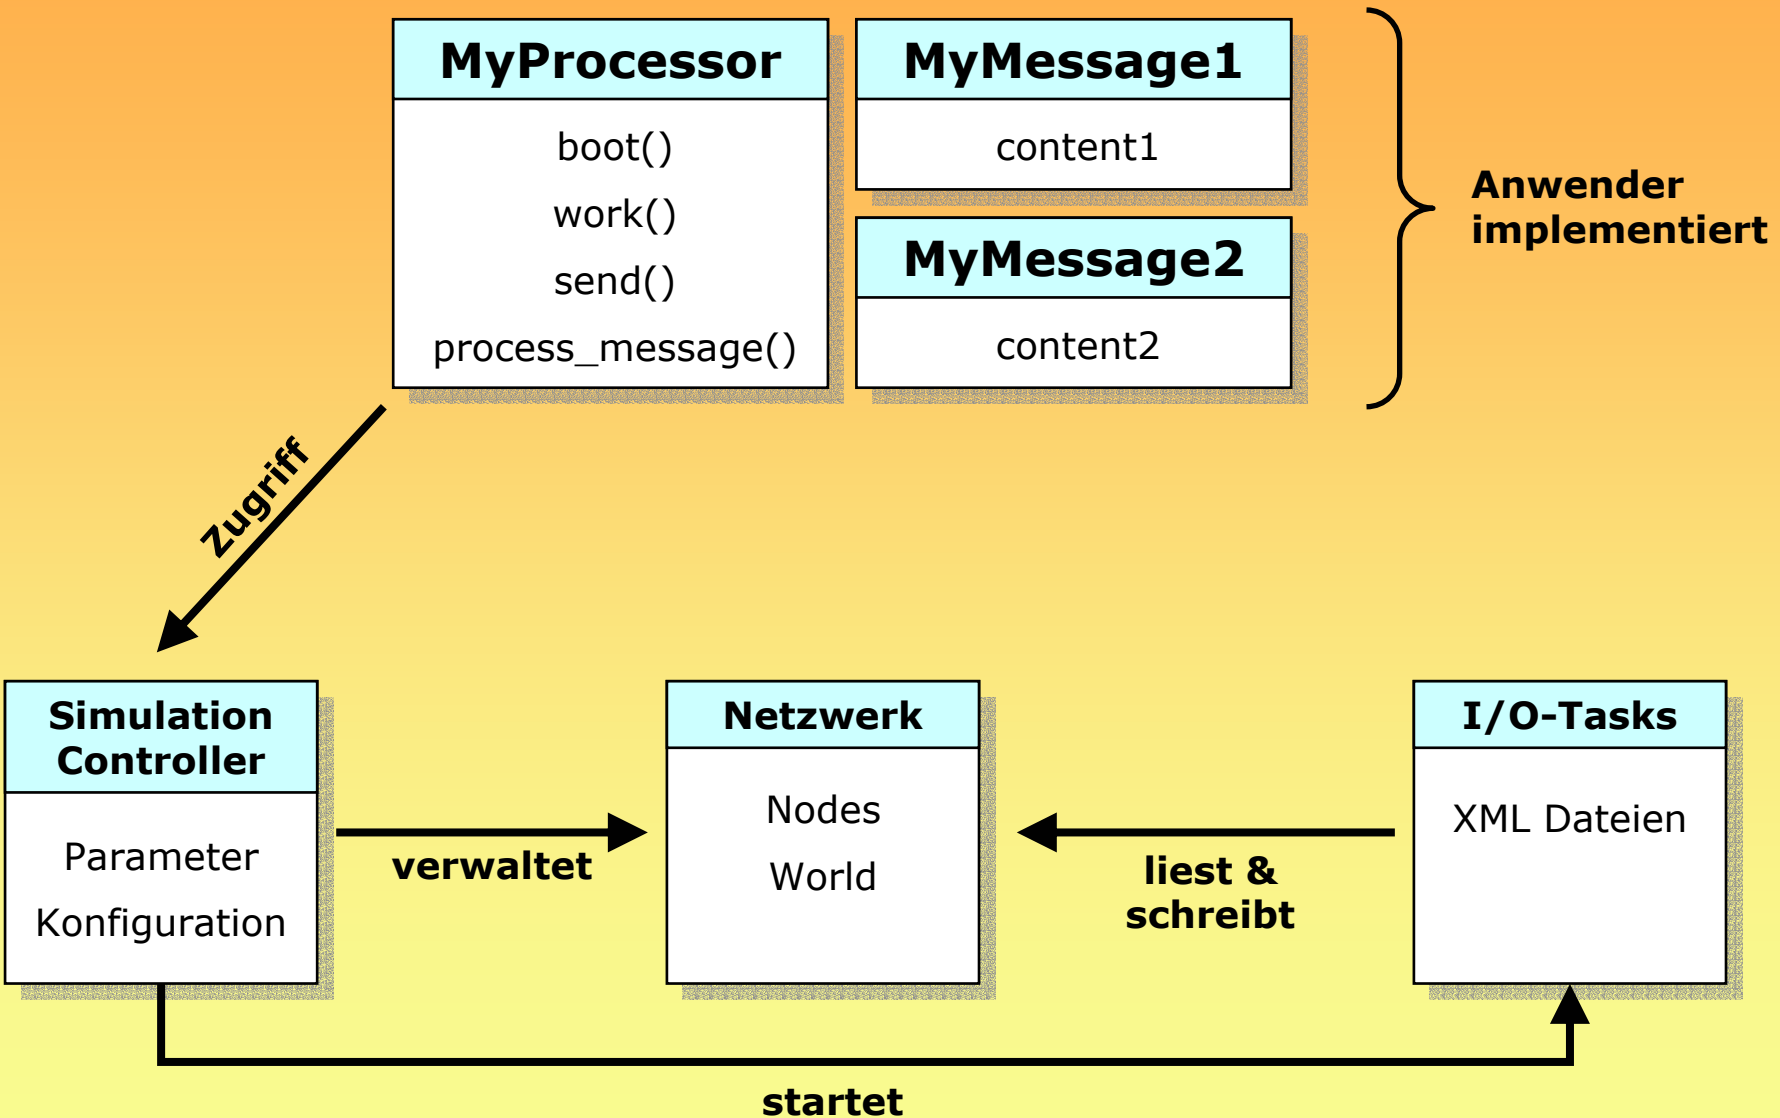 MyProcessor
boot()
work()
send()
process_message()
MyMessage1
content1
MyMessage2
content2
Anwender
implementiert
Zugriff
Simulation
Controller
Parameter
Konfiguration
verwaltet
Netzwerk
Nodes
World
liest &
schreibt
I/O-Tasks
XML Dateien
startet